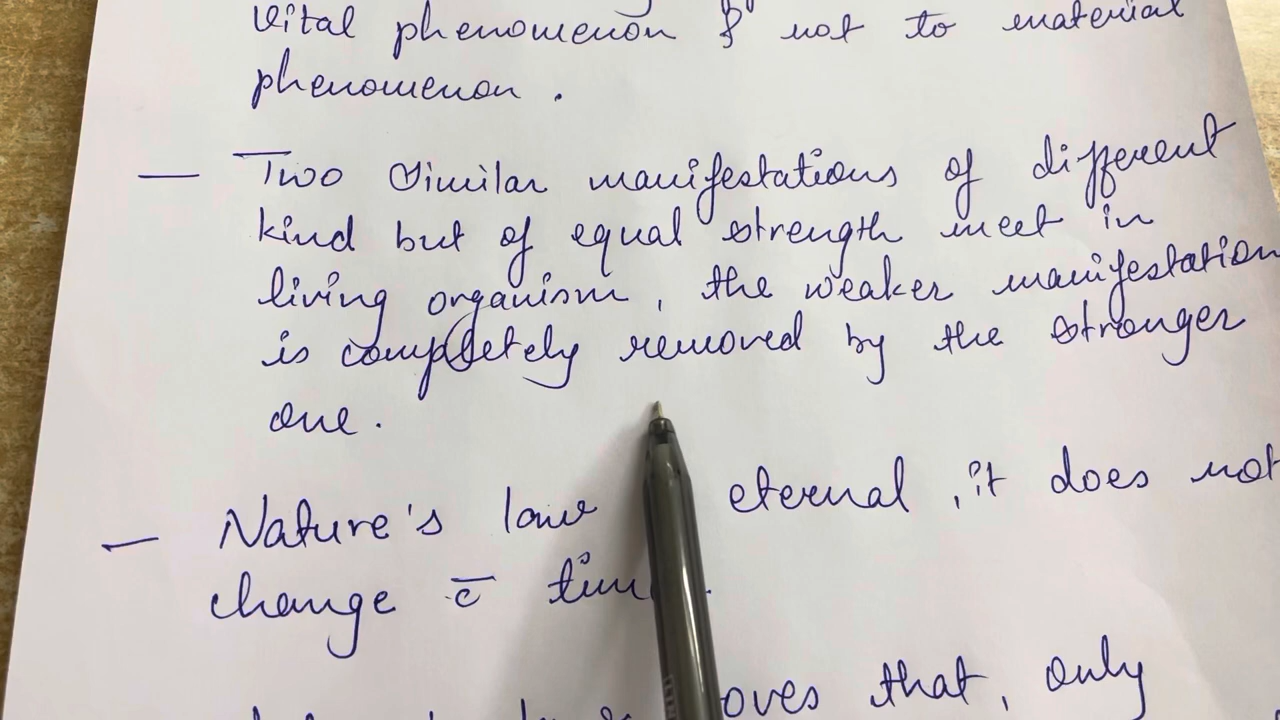 vital phenomenon & not to material
phenomenon.
— Two similar manifestations of different
kind but of equal strength meet in
living organism, the weaker manifestation
is completely removed by the stronger
one.
— Nature's law eternal, it does not
change c̅ time.
that, only